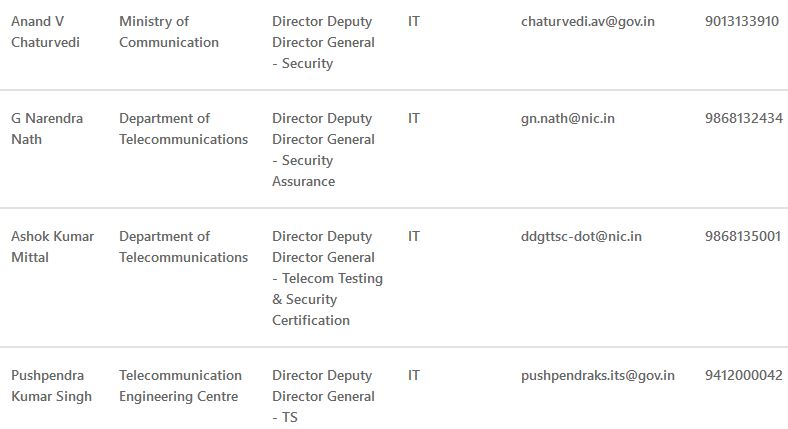 Anand V Ministry of Director Deputy IT chaturvedi.av@gov.in 9013133910
Chaturvedi Communication Director General
- Security
G Narendra Department of Director Deputy IT gn.nath@nic.in 9868132434
Nath Telecommunications Director General
- Security
Assurance
Ashok Kumar Department of Director Deputy IT ddgttsc-dot@nic.in 9868135001
Mittal Telecommunications Director General
- Telecom Testing
& Security
Certification
Pushpendra Telecommunication Director Deputy IT pushpendraks.its@gov.in 9412000042
Kumar Singh Engineering Centre Director General
- TS